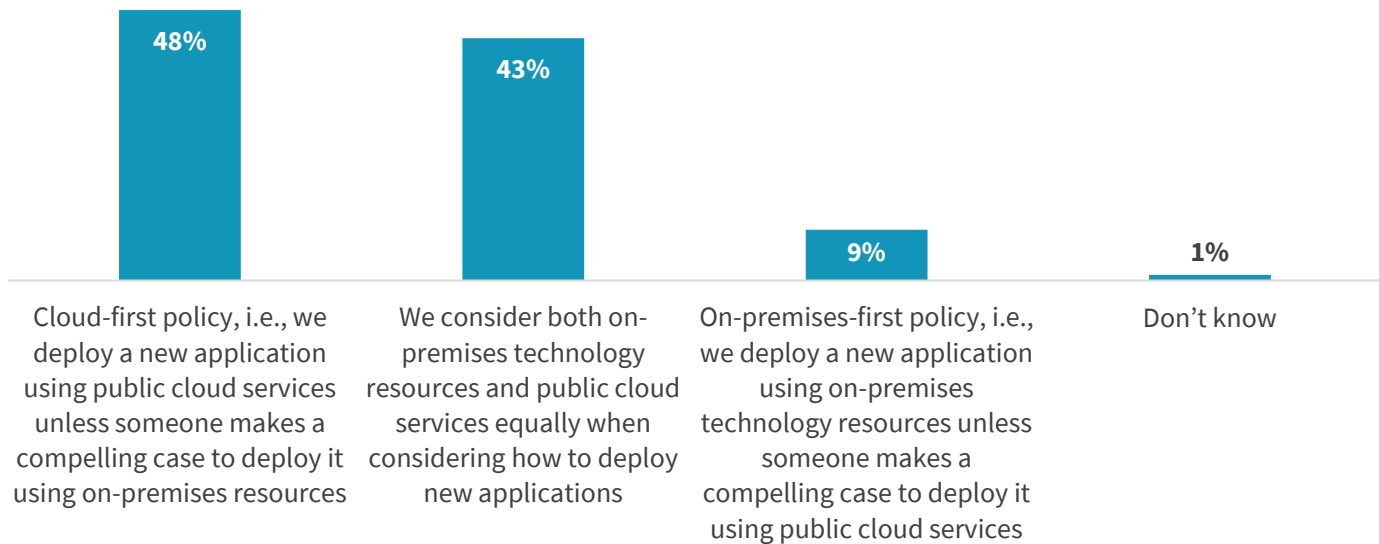 48%
43%
9%
1%
Cloud-first policy, i.e., we
deploy a new application
using public cloud services
unless someone makes a
compelling case to deploy it
using on-premises resources
We consider both on-
premises technology
resources and public cloud
services equally when
considering how to deploy
new applications
On-premises-first policy, i.e.,
we deploy a new application
using on-premises
technology resources unless
someone makes a
compelling case to deploy it
using public cloud services
Don’t know